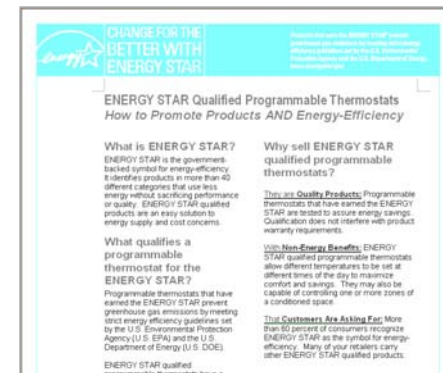 CHANGE FOR THE
BETTER WITH
ENERGY STAR
ENERGY STAR Qualified Programmable Thermostats
How to Promote Products AND Energy-Efficiency
What is ENERGY STAR?
ENERGY STAR is the government-
backed symbol for energy-efficiency.
It identifies products in more than 40
different categories that use less
energy without sacrificing performance
or quality. ENERGY STAR qualified
products are an easy solution to
energy supply and cost concerns.
What qualifies a
programmable
thermostat for the
ENERGY STAR?
Programmable thermostats that have
earned the ENERGY STAR prevent
greenhouse gas emissions by meeting
strict energy efficiency guidelines set
by the U.S. Environmental Protection
Agency (U.S. EPA) and the U.S.
Department of Energy (U.S. DOE).
ENERGY STAR qualified
Why sell ENERGY STAR
qualified programmable
thermostats?
They are Quality Products: Programmable
thermostats that have earned the ENERGY
STAR are tested to assure energy savings.
Qualification does not interfere with product
warranty requirements.
With Non-Energy Benefits: ENERGY
STAR qualified programmable thermostats
allow different temperatures to be set at
different times of the day to maximize
comfort and savings. They may also be
capable of controlling one or more zones of
a conditioned space.
That Customers Are Asking For: More
than 80 percent of consumers recognize
ENERGY STAR as the symbol for energy-
efficiency. Many of your retailers carry
other ENERGY STAR qualified products.